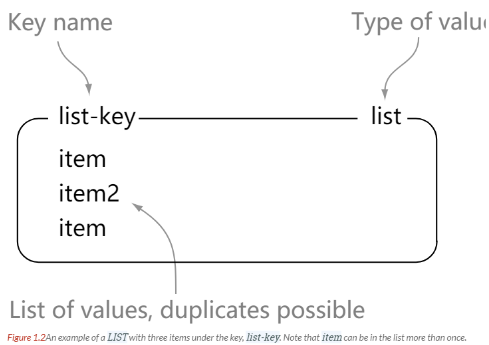 Key name
Type of value
list-key
list
item
item2
item
List of values, duplicates possible
Figure 1.2An example of a LIST with three items under the key, list-key. Note that item can be in the list more than once.